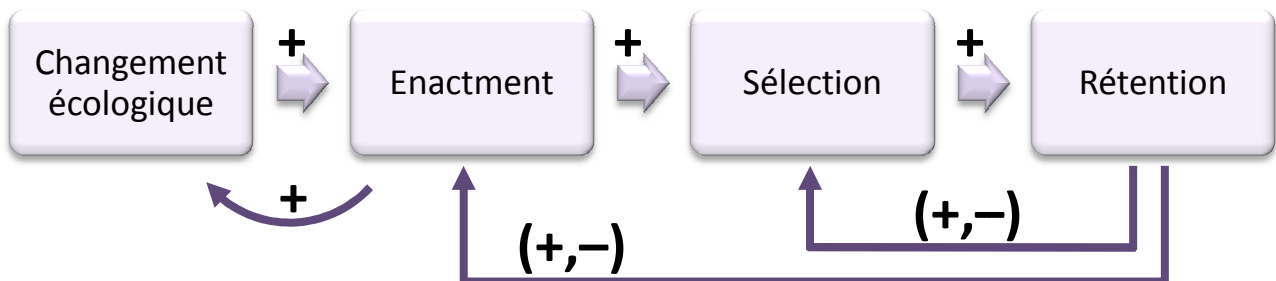 Changement
écologique
+
Enactment
+
Sélection
+
Rétention
+
(+,–)
(+,–)